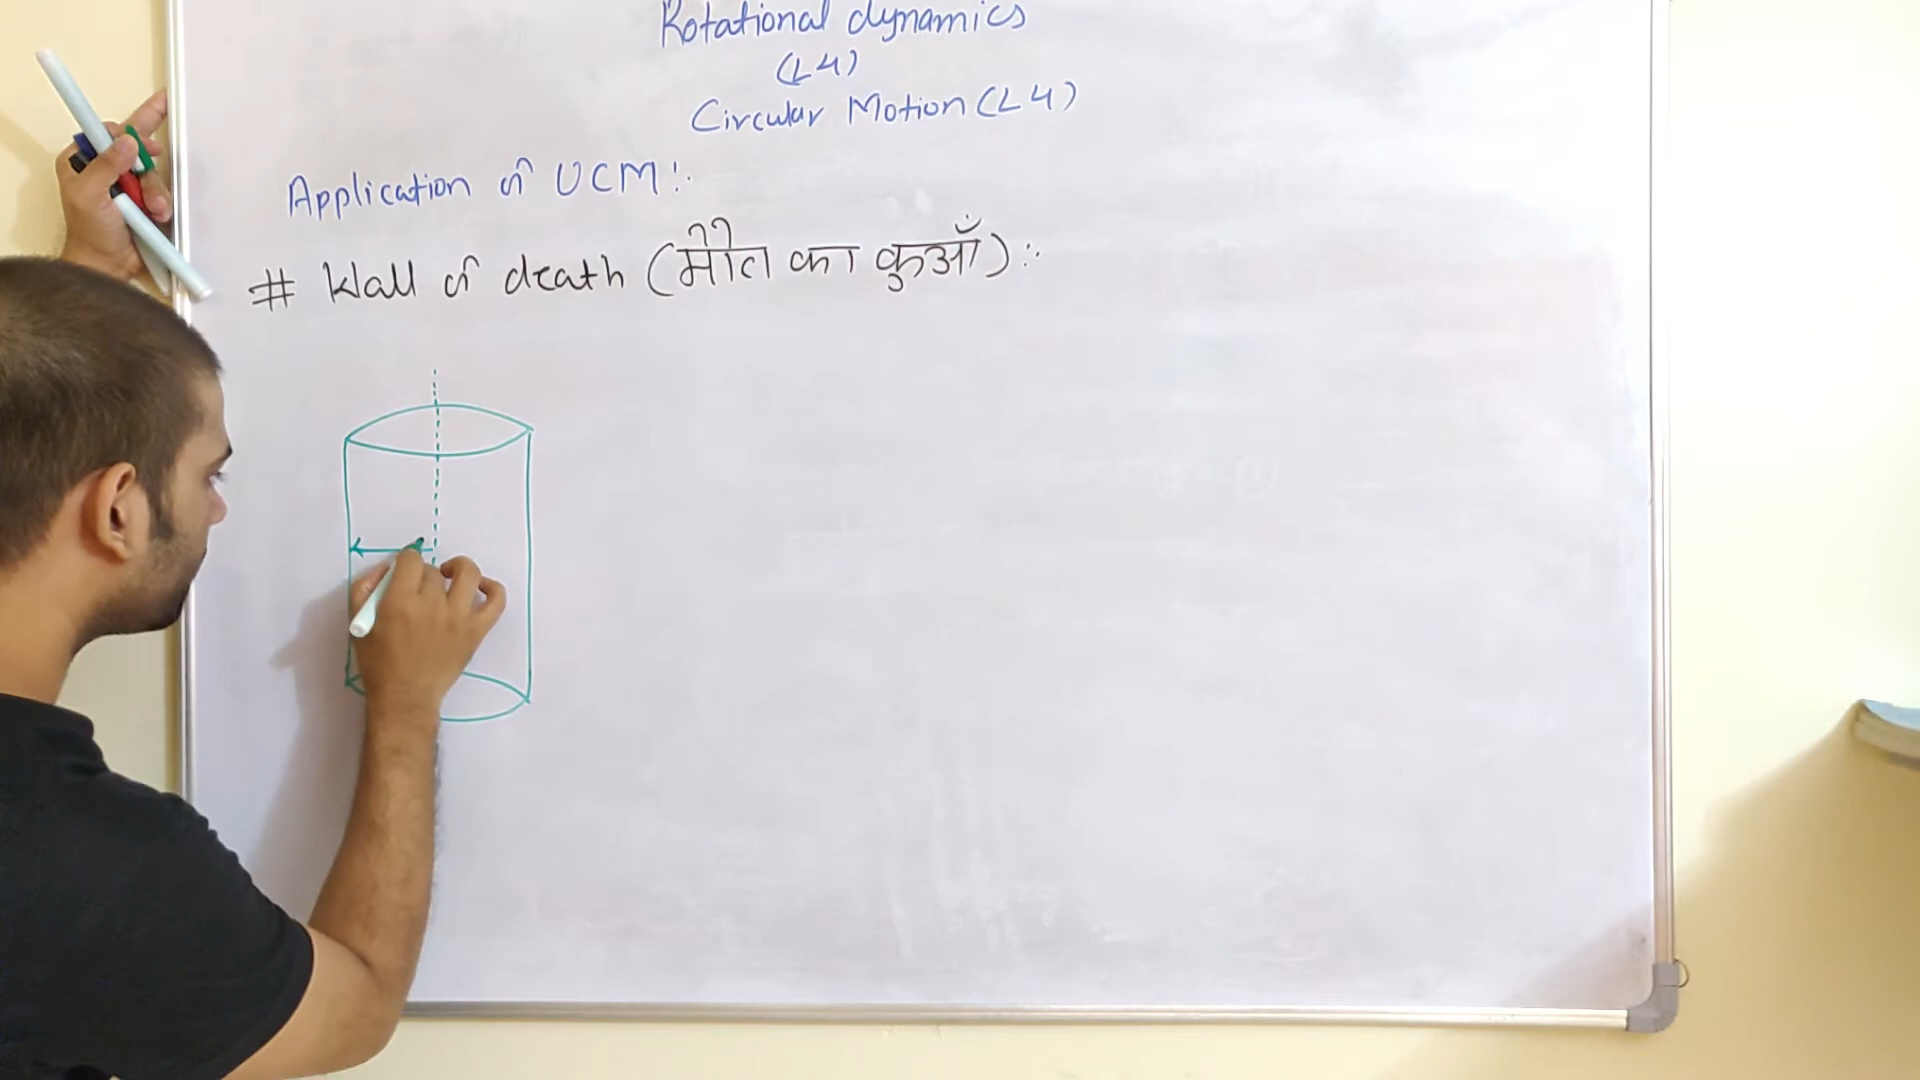 Rotational dynamics
(L4)
Circular Motion (L4)
Application of UCM :-
# Wall of death (मौत का कुआँ) :-